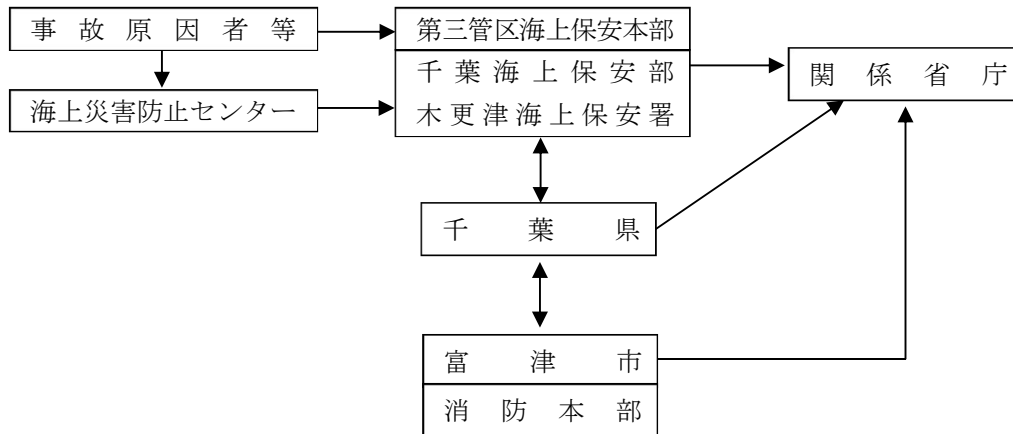 事故原因者等
第三管区海上保安本部
千葉海上保安部
木更津海上保安署
関係省庁
海上災害防止センター
千葉県
富津市
消防本部